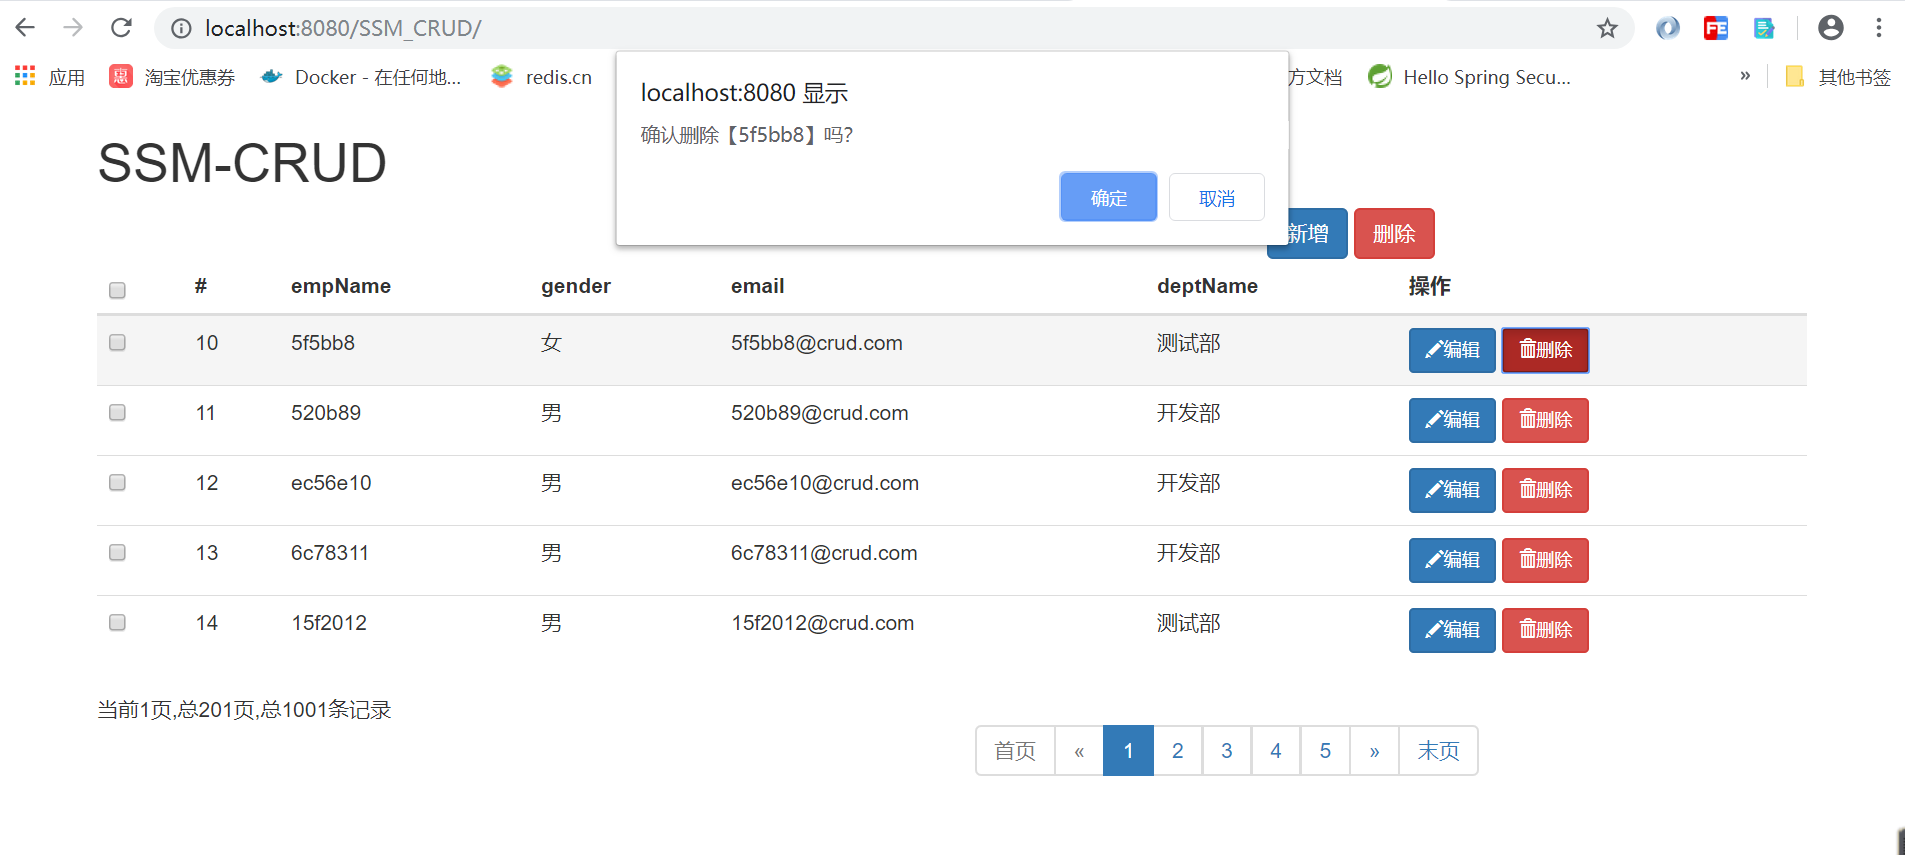 localhost:8080/SSM_CRUD/
应用 惠 淘宝优惠券 Docker - 在任何地... redis.cn 方文档 Hello Spring Secu... » 其他书签
localhost:8080 显示
确认删除【5f5bb8】吗?
确定 取消
SSM-CRUD
新增 删除
# empName gender email deptName 操作
10 5f5bb8 女 5f5bb8@crud.com 测试部 编辑 删除
11 520b89 男 520b89@crud.com 开发部 编辑 删除
12 ec56e10 男 ec56e10@crud.com 开发部 编辑 删除
13 6c78311 男 6c78311@crud.com 开发部 编辑 删除
14 15f2012 男 15f2012@crud.com 测试部 编辑 删除
当前1页,总201页,总1001条记录
首页 « 1 2 3 4 5 » 末页